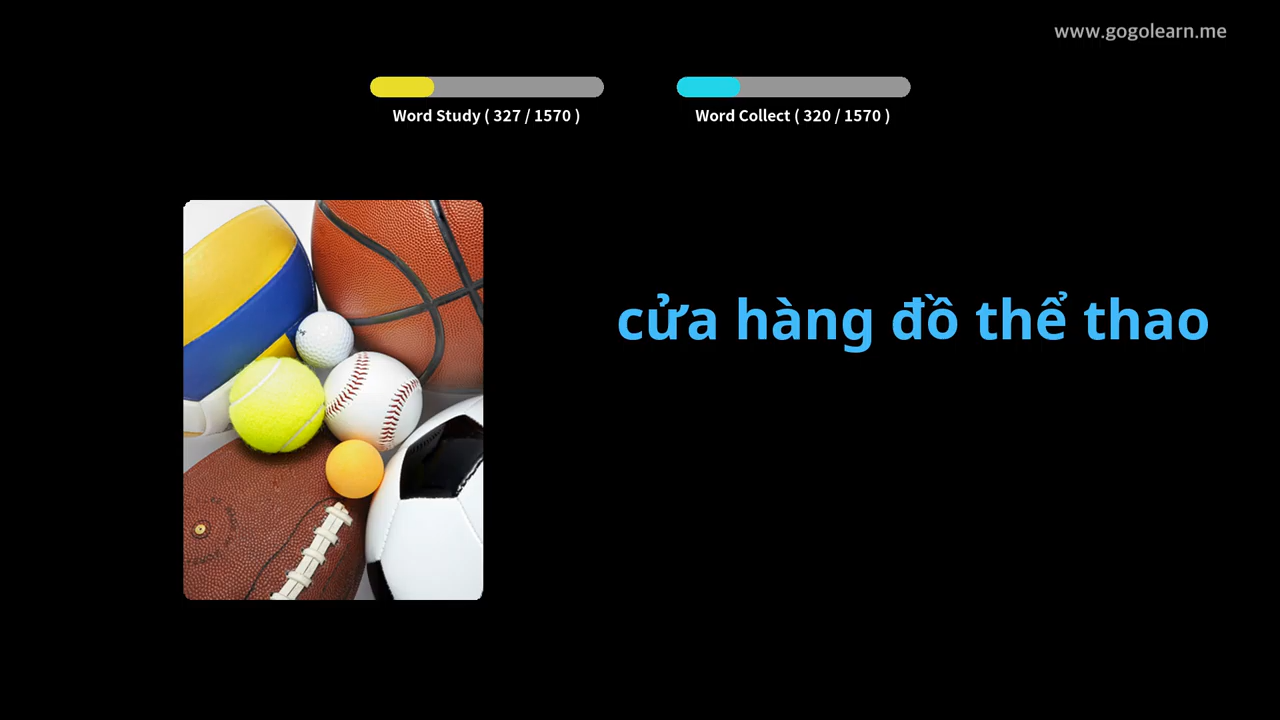 www.gogolearn.me
Word Study ( 327 / 1570 )
Word Collect ( 320 / 1570 )
cửa hàng đồ thể thao